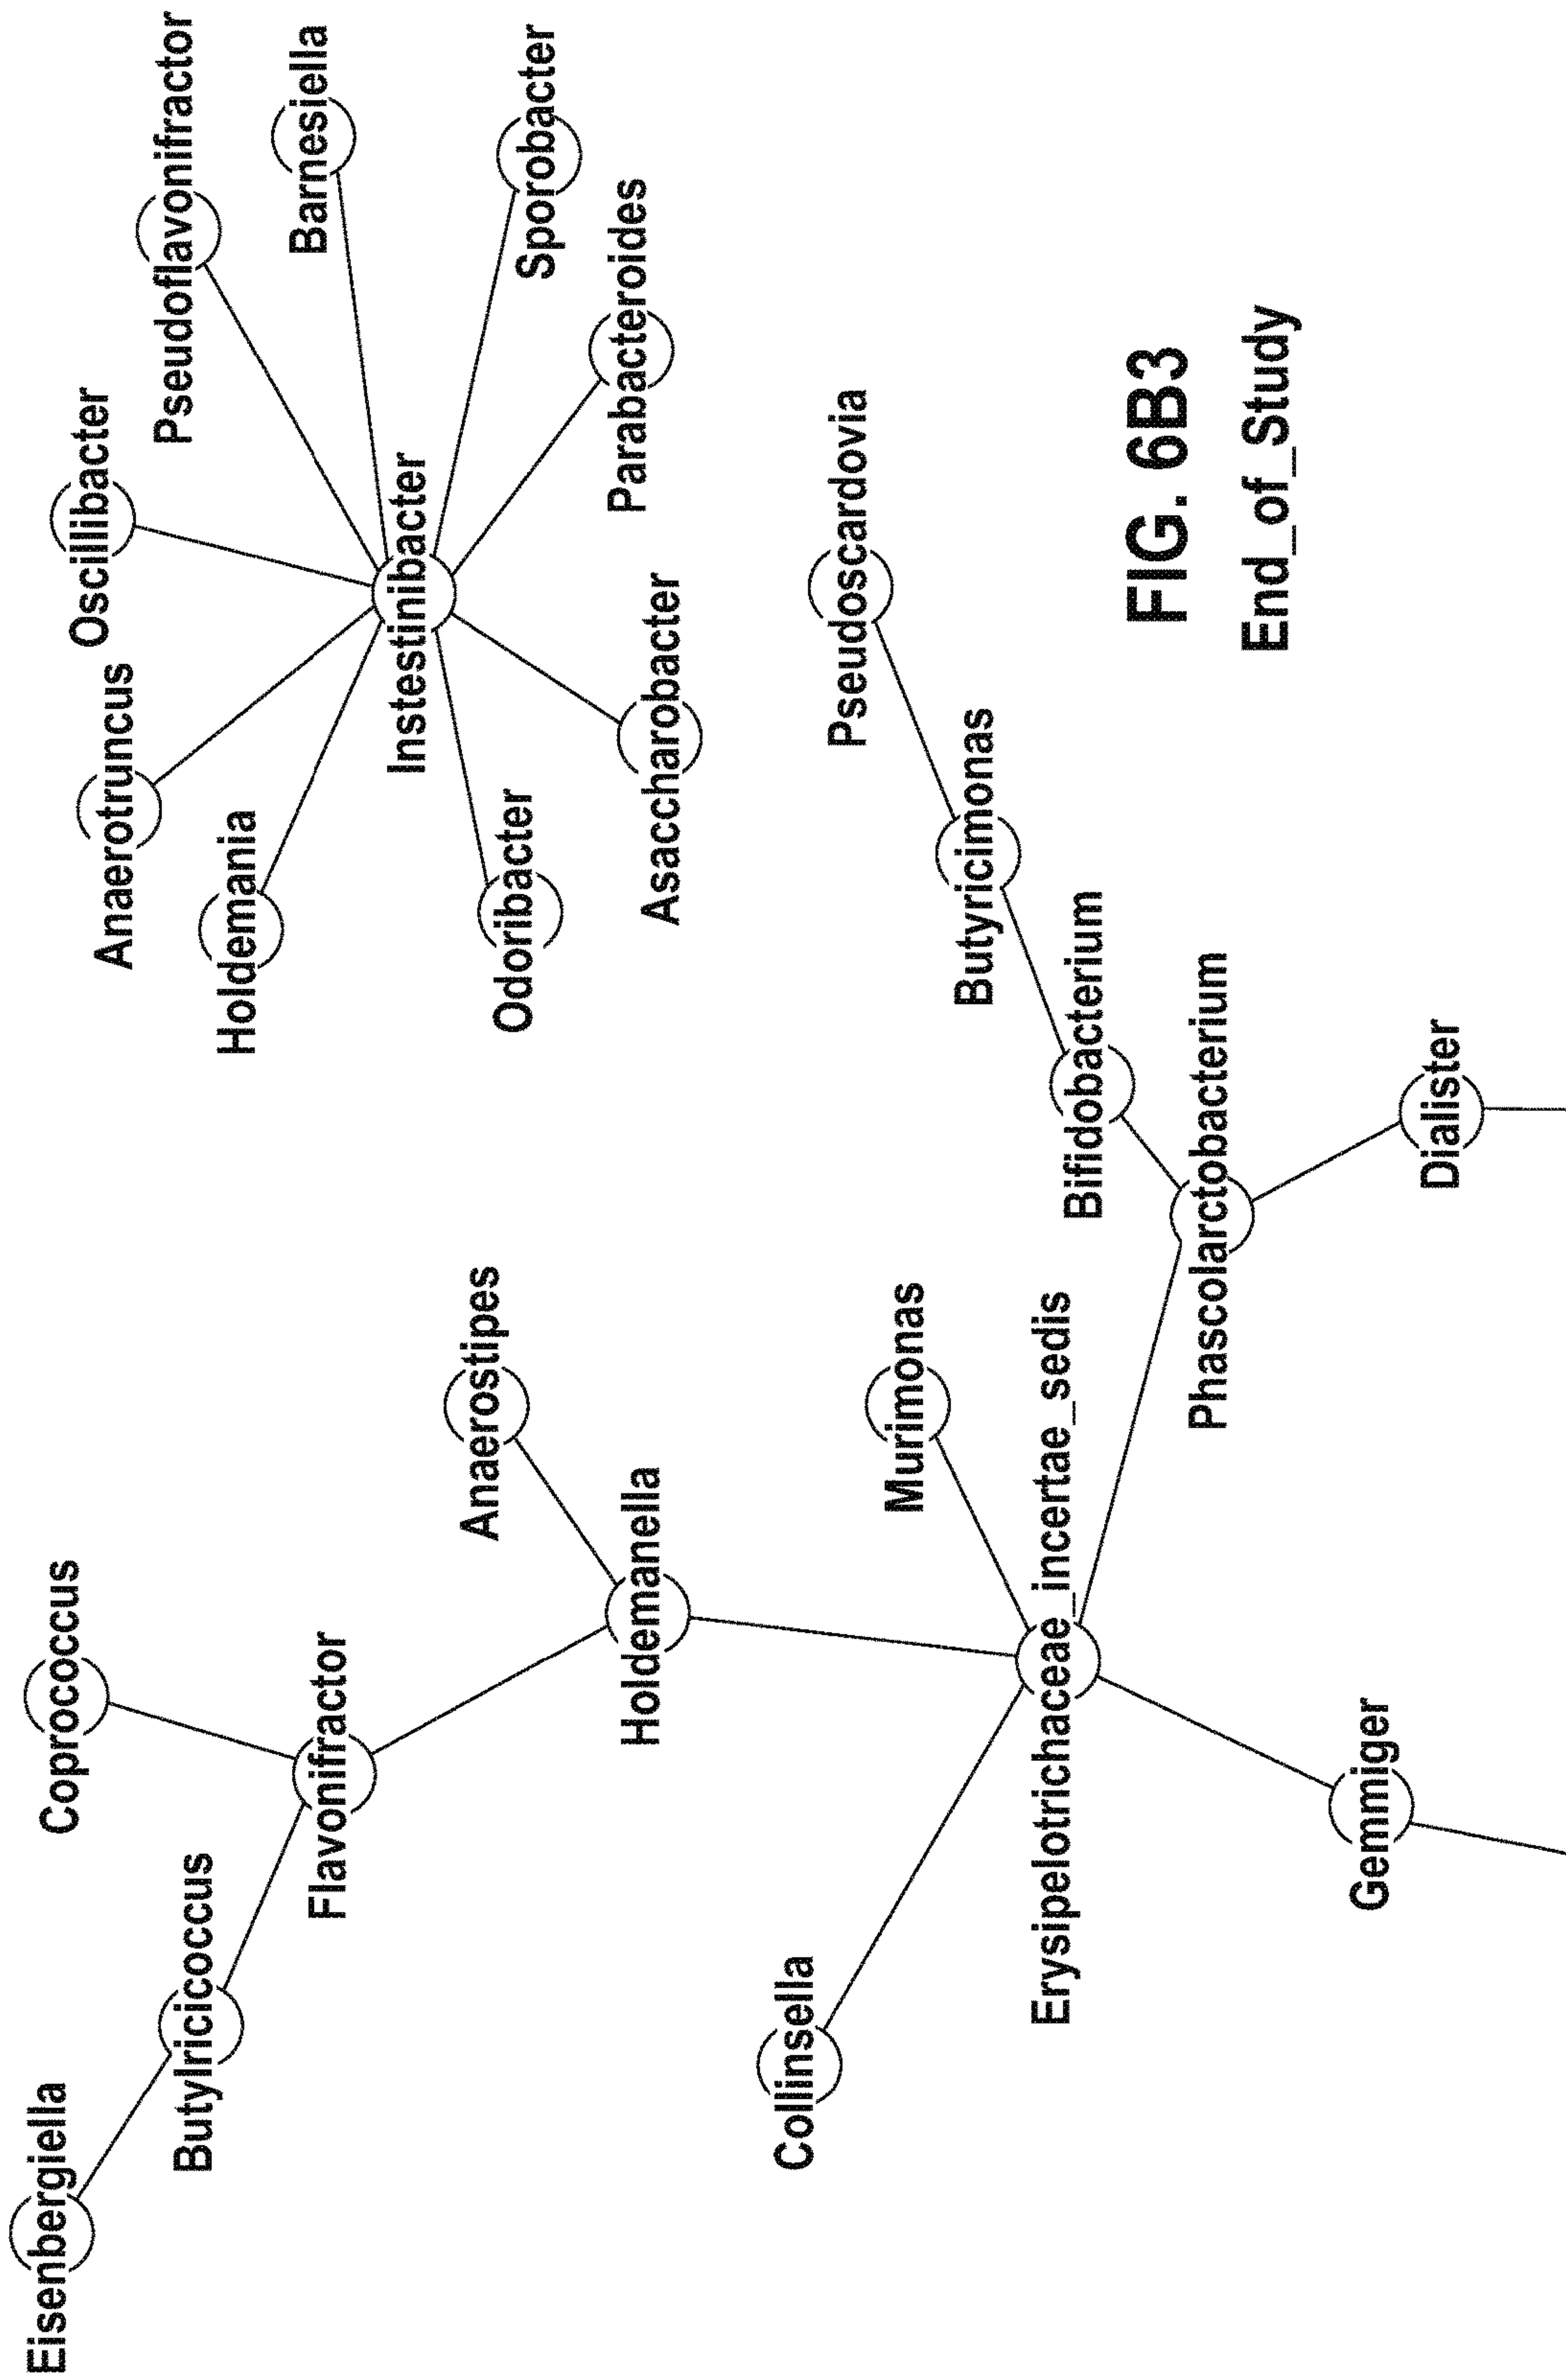 Eisenbergiella
Butylricicoccus
Coprococcus
Flavonifractor
Anaerostipes
Holdemanella
Collinsella
Murimonas
Erysipelotrichaceae_incertae_sedis
Gemmiger
Phascolarctobacterium
Dialister
Bifidobacterium
Butyricimonas
Pseudoscardovia
Anaerotruncus
Oscillibacter
Pseudoflavonifractor
Holdemania
Barnesiella
Instestinibacter
Odoribacter
Sporobacter
Asaccharobacter
Parabacteroides
FIG. 6B3
End_of_Study